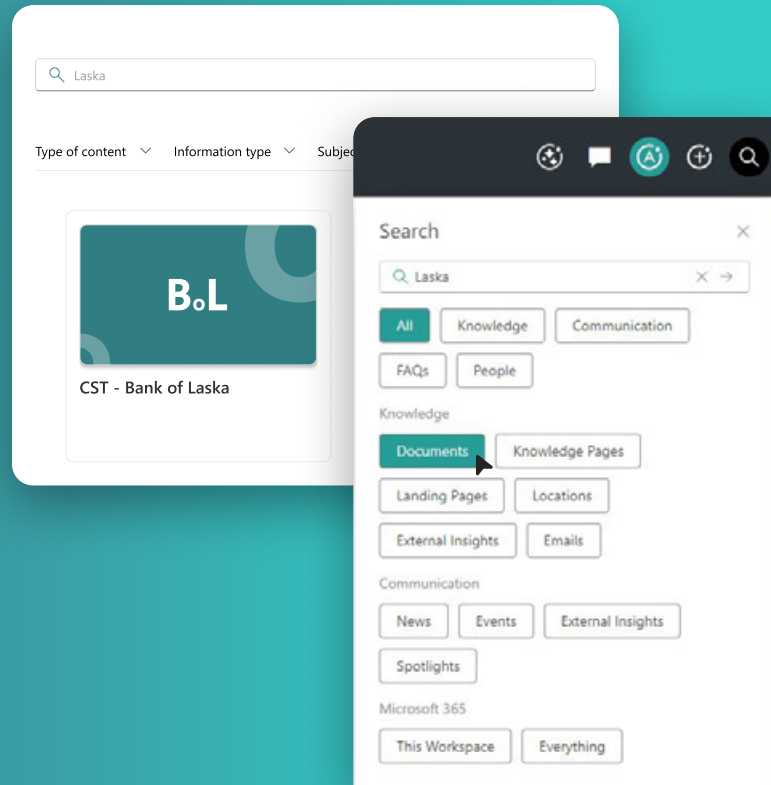 Laska
Type of content
Information type
Subjec
BoL
CST - Bank of Laska
Search
Laska
All
Knowledge
Communication
FAQs
People
Knowledge
Documents
Knowledge Pages
Landing Pages
Locations
External Insights
Emails
Communication
News
Events
External Insights
Spotlights
Microsoft 365
This Workspace
Everything